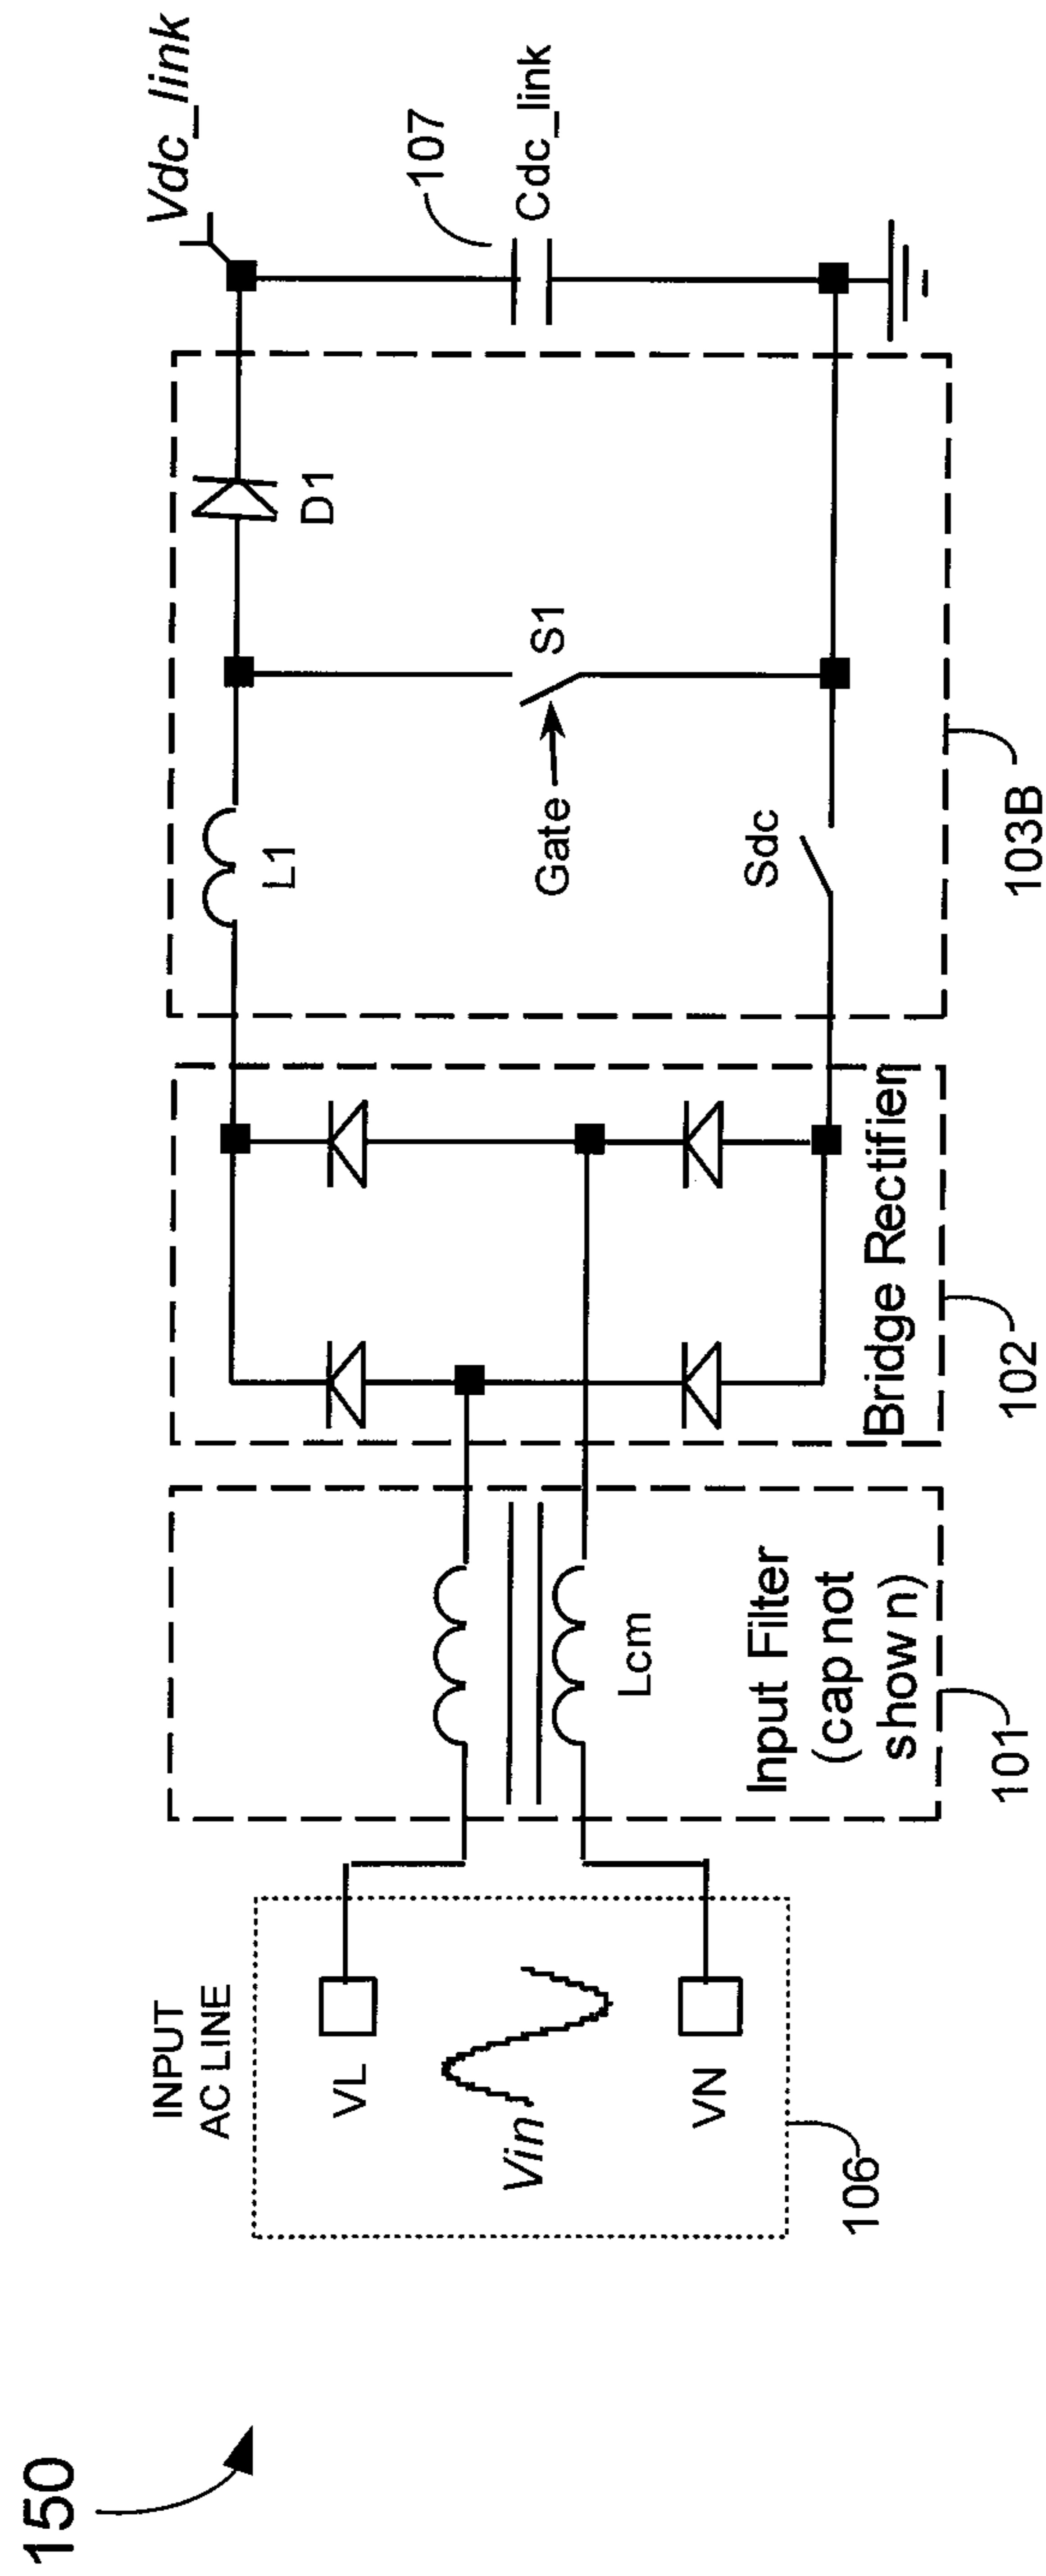 150
INPUT
AC LINE
VL
Vin
VN
106
Lcm
Input Filter
(cap not
shown)
101
Bridge Rectifier
102
L1
D1
Gate
S1
Sdc
103B
Vdc_link
107
Cdc_link